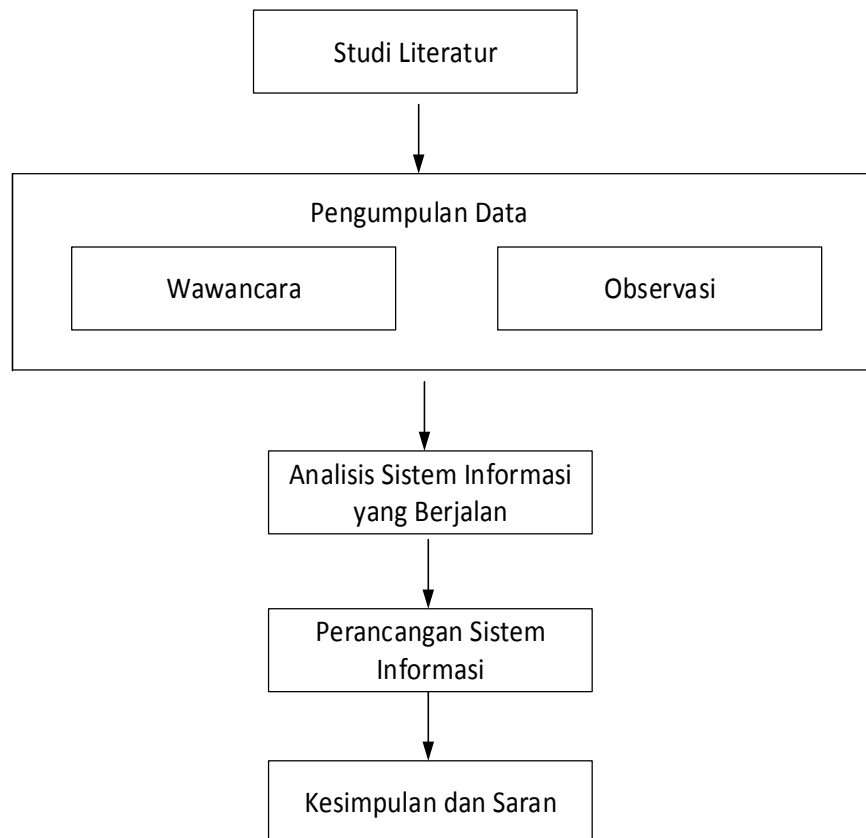 Studi Literatur
Pengumpulan Data
Wawancara
Observasi
Analisis Sistem Informasi
yang Berjalan
Perancangan Sistem
Informasi
Kesimpulan dan Saran